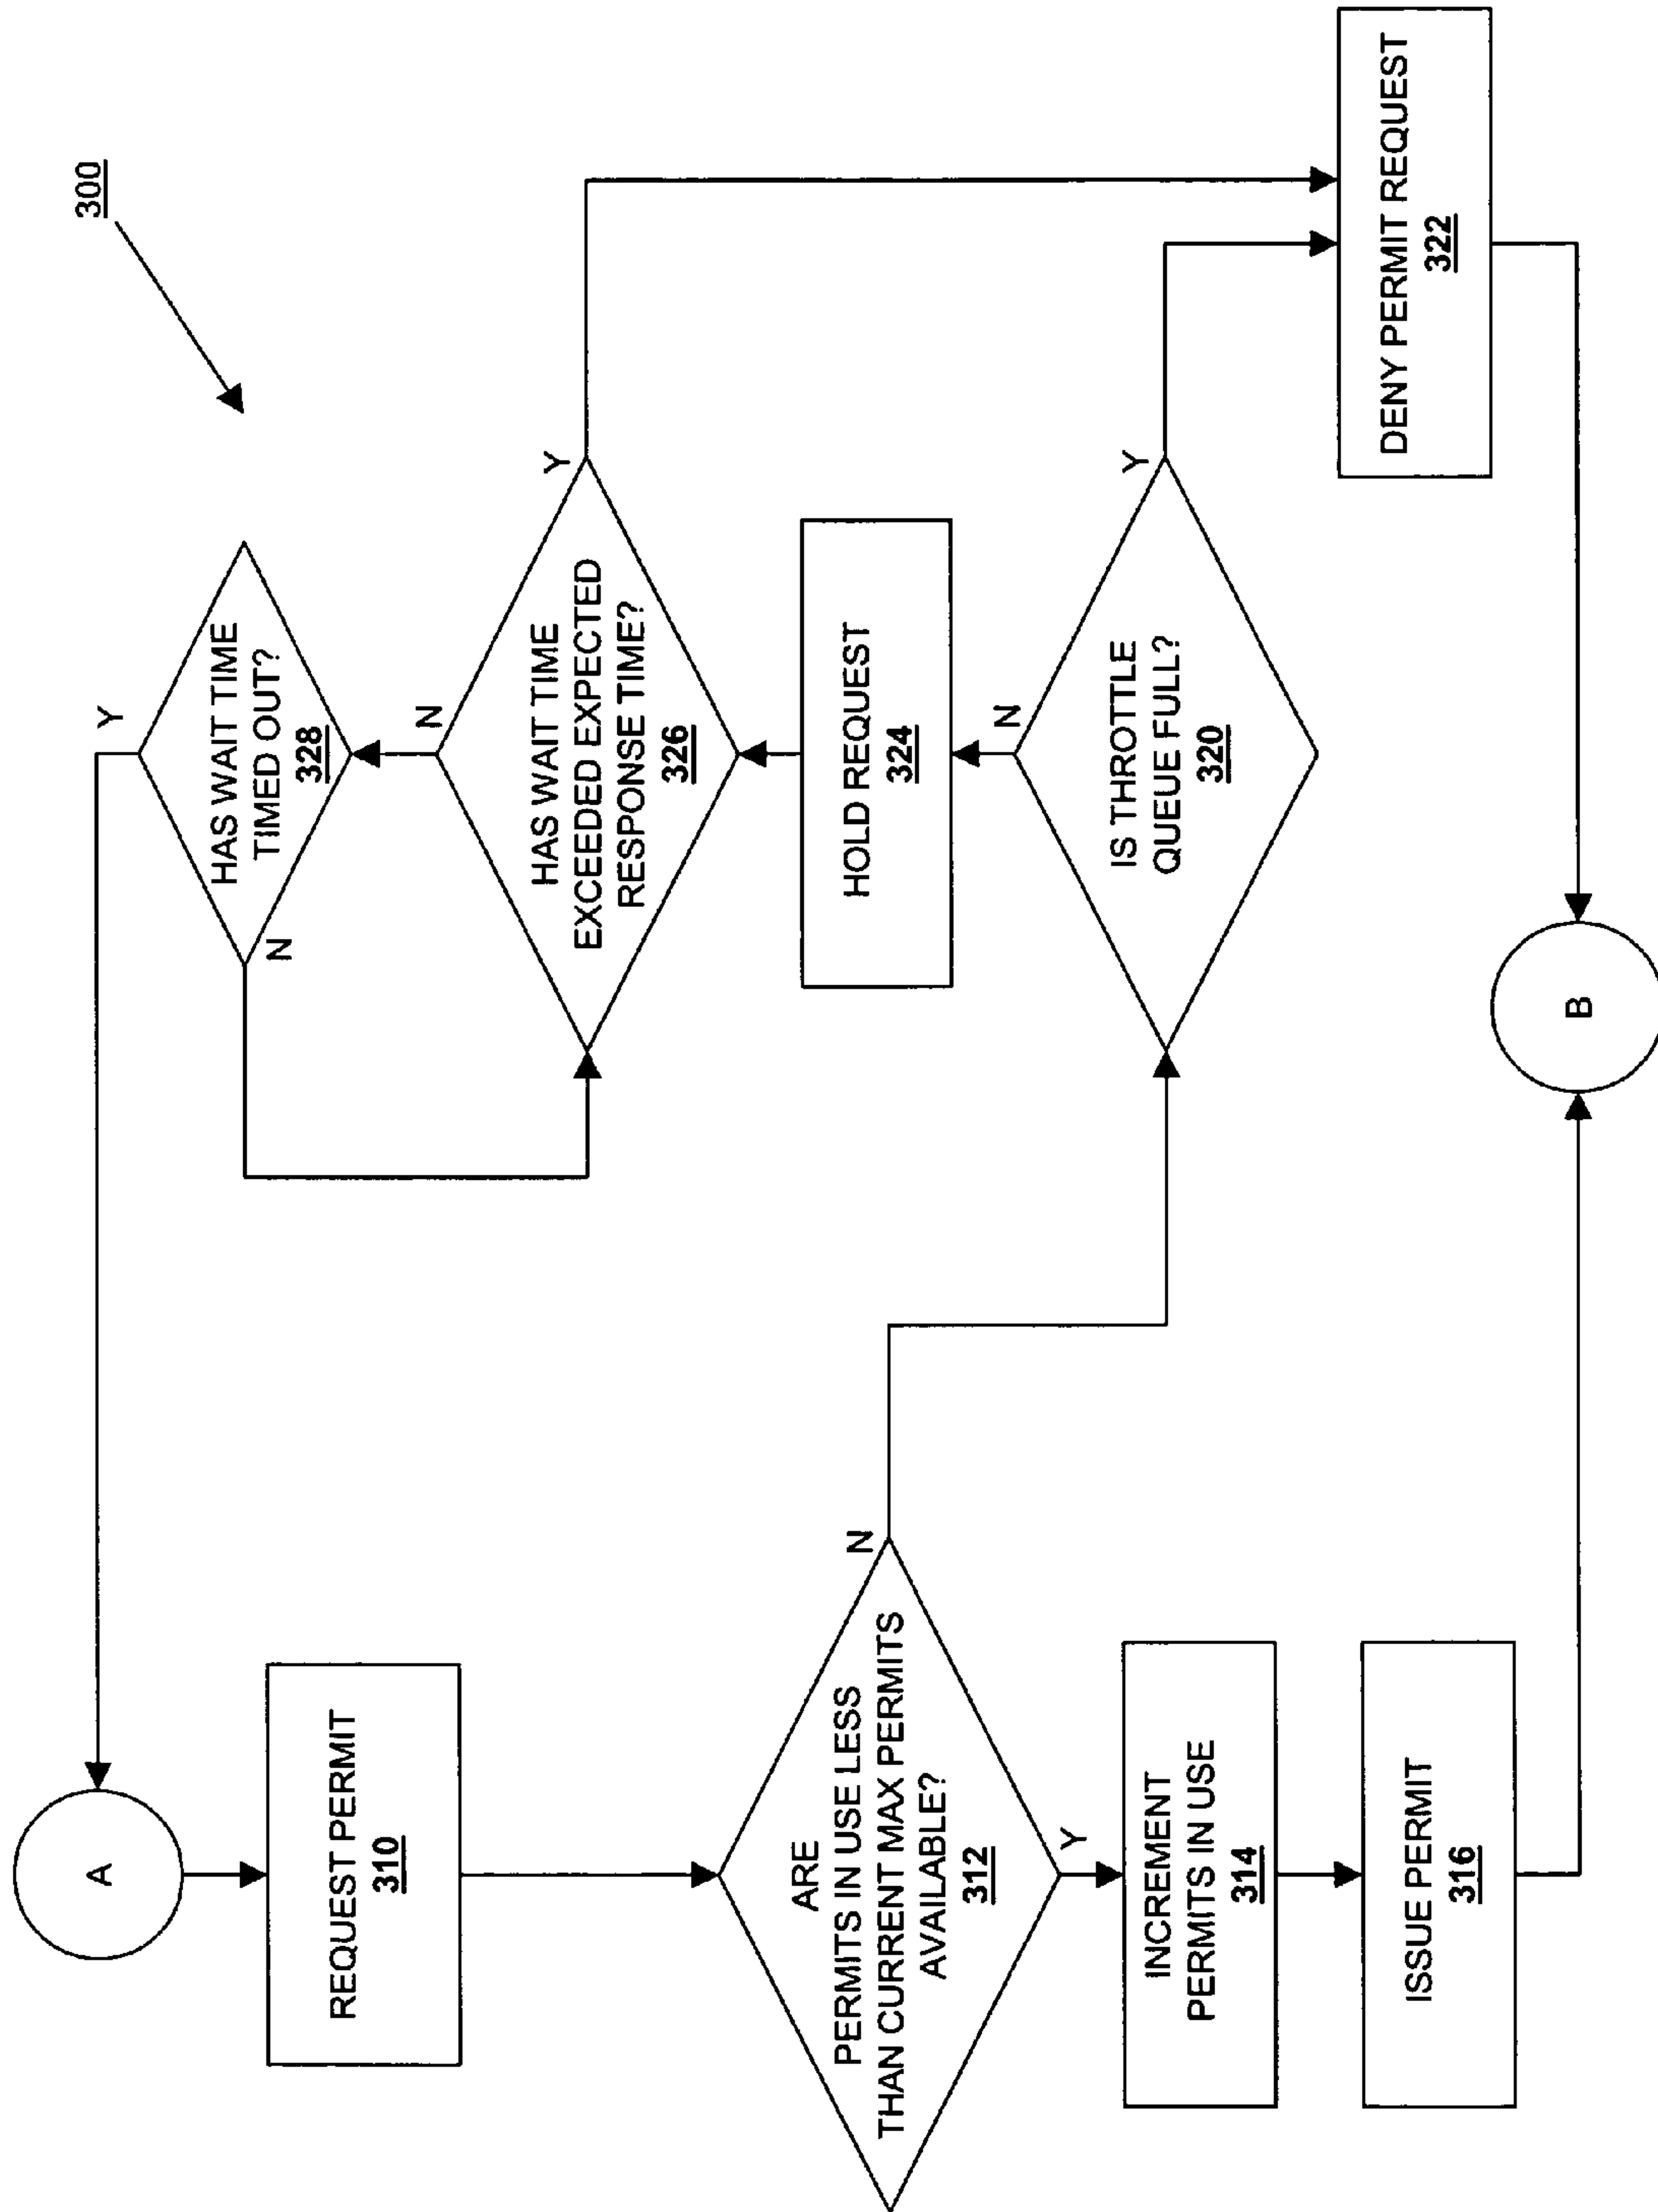 300
A
REQUEST PERMIT
310
ARE
PERMITS IN USE LESS
THAN CURRENT MAX PERMITS
AVAILABLE?
312
N
Y
INCREMENT
PERMITS IN USE
314
ISSUE PERMIT
316
HAS WAIT TIME
TIMED OUT?
328
Y
N
HAS WAIT TIME
EXCEEDED EXPECTED
RESPONSE TIME?
326
N
Y
HOLD REQUEST
324
IS THROTTLE
QUEUE FULL?
320
N
Y
DENY PERMIT REQUEST
322
B